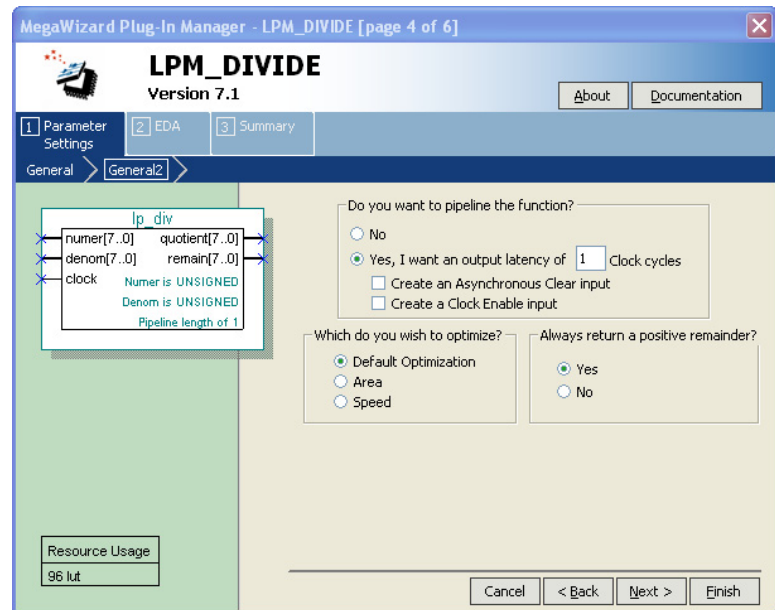 MegaWizard Plug-In Manager - LPM_DIVIDE [page 4 of 6]
LPM_DIVIDE
Version 7.1
About
Documentation
1 Parameter Settings
2 EDA
3 Summary
General
General2
lp_div
numer[7..0] quotient[7..0]
denom[7..0] remain[7..0]
clock
Numer is UNSIGNED
Denom is UNSIGNED
Pipeline length of 1
Do you want to pipeline the function?
No
Yes, I want an output latency of 1 Clock cycles
Create an Asynchronous Clear input
Create a Clock Enable input
Which do you wish to optimize?
Default Optimization
Area
Speed
Always return a positive remainder?
Yes
No
Resource Usage
96 lut
Cancel
< Back
Next >
Finish